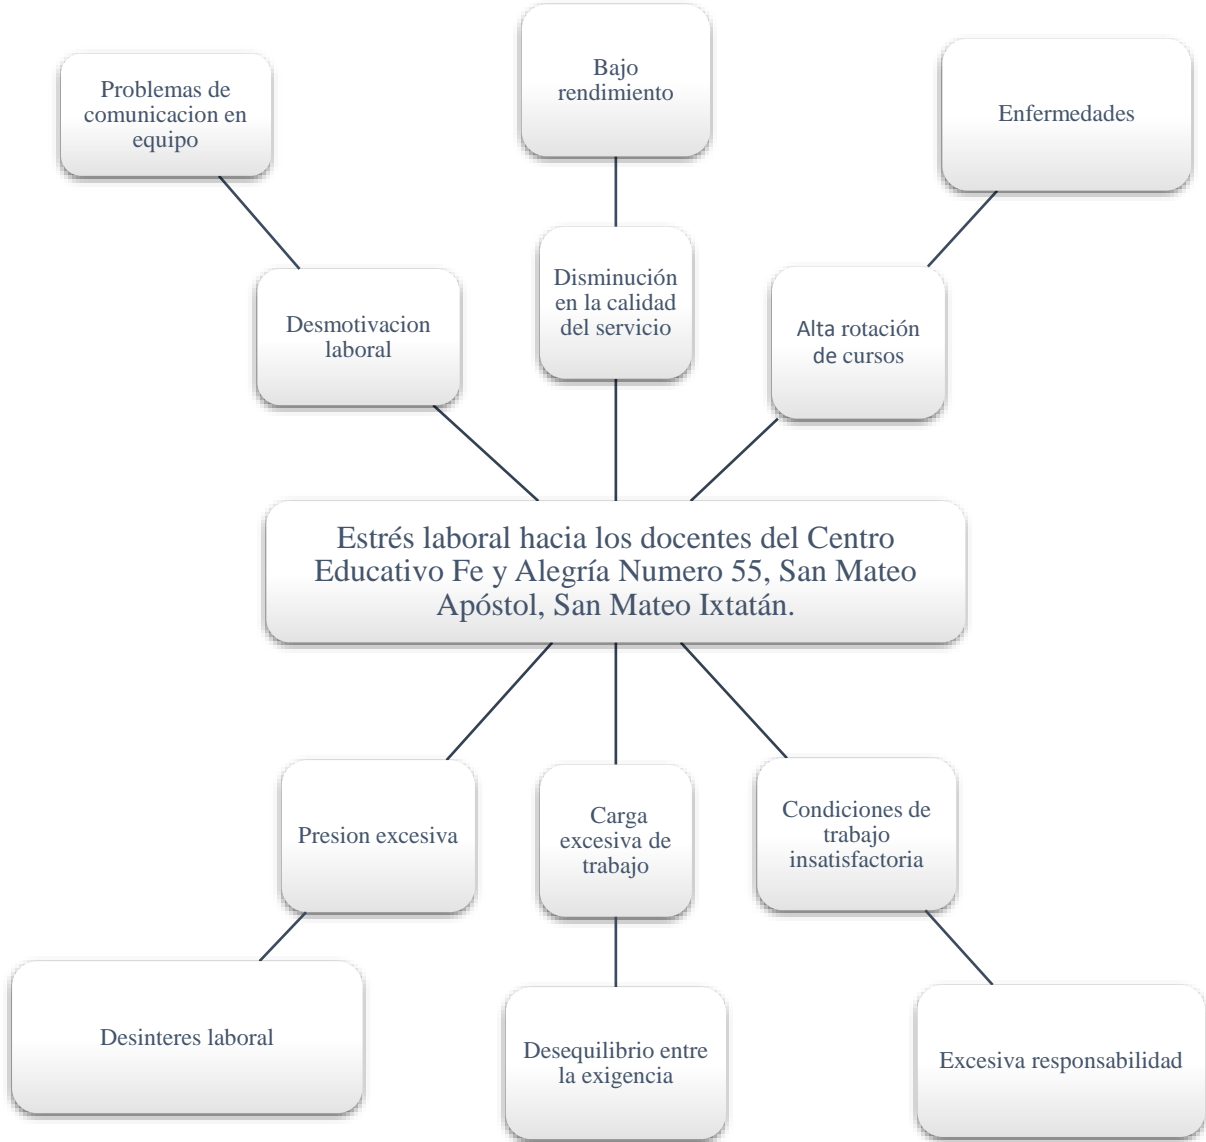 Bajo
rendimiento
Problemas de
comunicacion en
equipo
Enfermedades
Disminución
en la calidad
del servicio
Desmotivacion
laboral
Alta rotación
de cursos
Estrés laboral hacia los docentes del Centro
Educativo Fe y Alegría Numero 55, San Mateo
Apóstol, San Mateo Ixtatán.
Presion excesiva
Carga
excesiva de
trabajo
Condiciones de
trabajo
insatisfactoria
Desinteres laboral
Desequilibrio entre
la exigencia
Excesiva responsabilidad